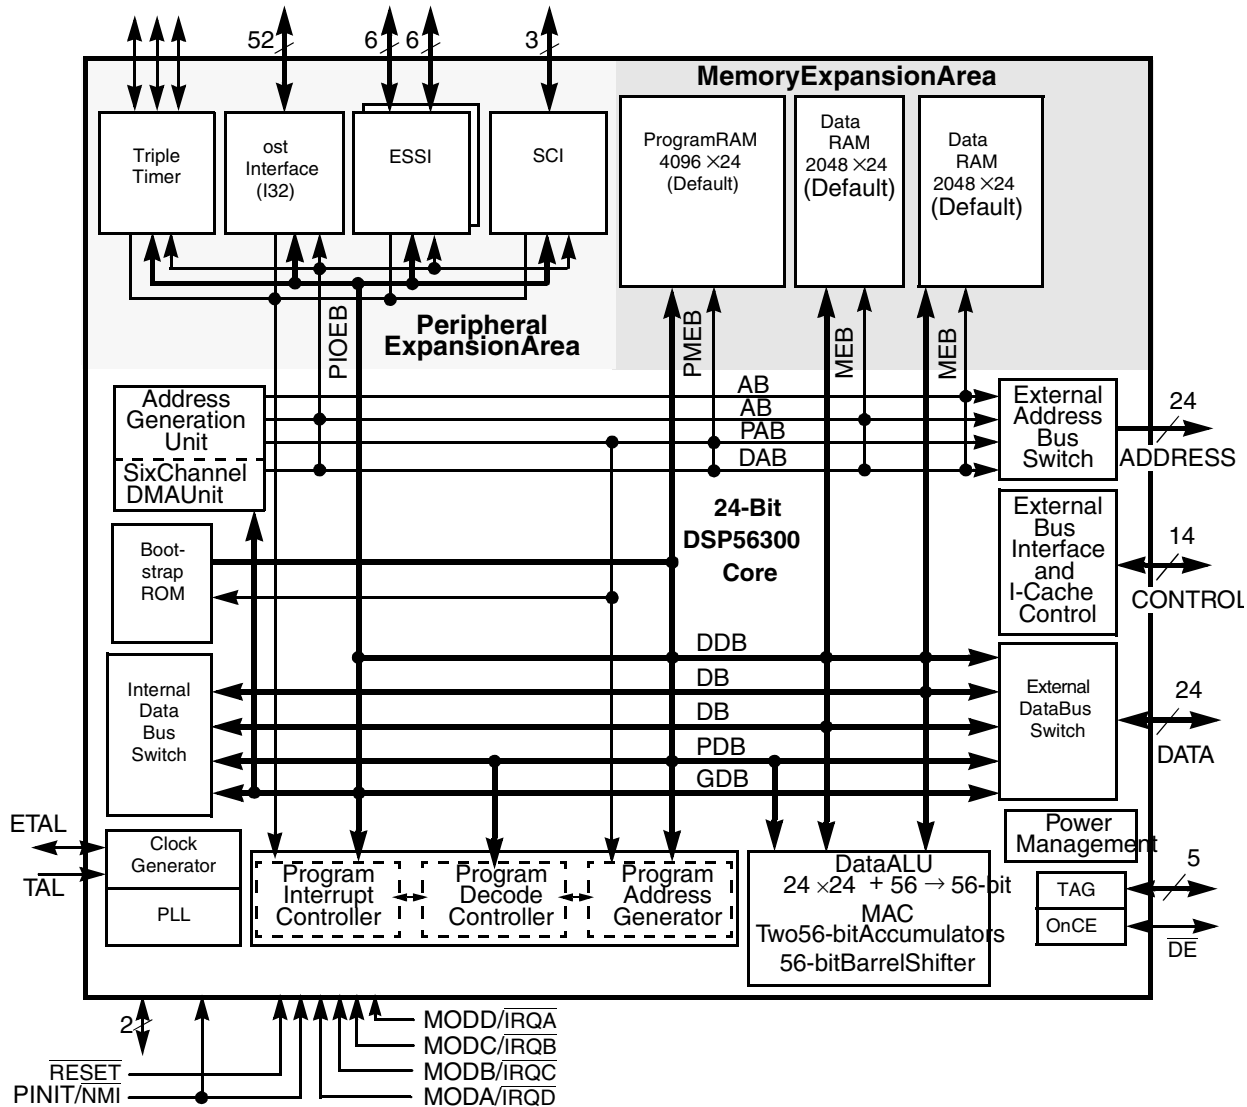 52
6
6
3
MemoryExpansionArea
Triple
Timer
ost
Interface
(I32)
ESSI
SCI
ProgramRAM
4096 ×24
(Default)
Data
RAM
2048 ×24
(Default)
Data
RAM
2048 ×24
(Default)
Peripheral
ExpansionArea
PIOEB
PMEB
MEB
MEB
Address
Generation
Unit
SixChannel
DMAUnit
AB
AB
PAB
DAB
External
Address
Bus
Switch
24
ADDRESS
24-Bit
DSP56300
Core
Boot-
strap
ROM
External
Bus
Interface
and
I-Cache
Control
14
CONTROL
DDB
DB
DB
PDB
GDB
Internal
Data
Bus
Switch
External
DataBus
Switch
24
DATA
ETAL
TAL
Clock
Generator
PLL
Program
Interrupt
Controller
Program
Decode
Controller
Program
Address
Generator
DataALU
24 ×24 + 56 → 56-bit
MAC
Two56-bitAccumulators
56-bitBarrelShifter
Power
Management
TAG
OnCE
5
DE
2
RESET
PINIT/NMI
MODD/IRQA
MODC/IRQB
MODB/IRQC
MODA/IRQD